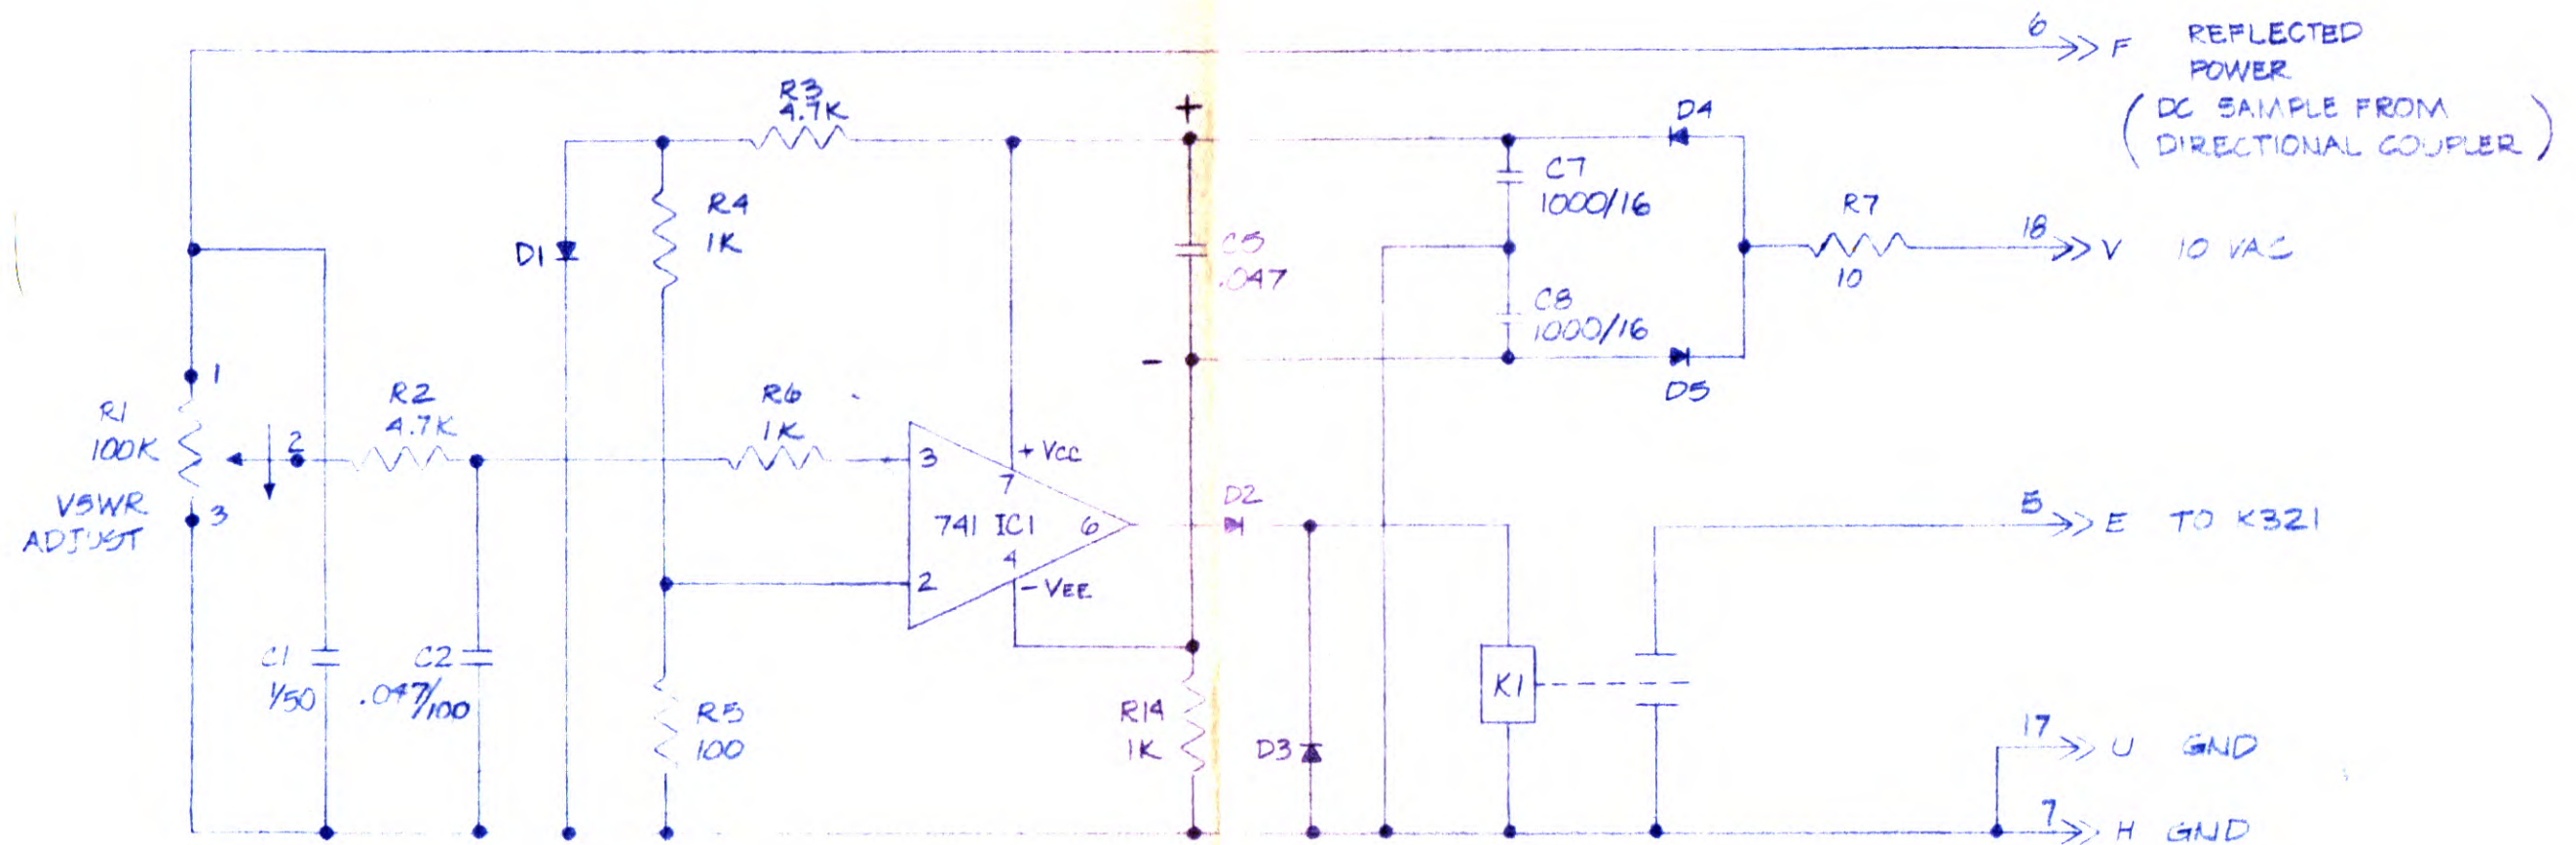 6
F
REFLECTED
POWER
( DC SAMPLE FROM
DIRECTIONAL COUPLER )
R3
4.7K
+
D4
R4
1K
D1
C5
.047
C7
1000/16
R7
10
18
V
10 VAC
C8
1000/16
-
D5
1
R1
100K
2
R2
4.7K
R6
1K
VSWR
ADJUST
3
3
+ VCC
7
741 IC1
6
4
2
- VEE
D2
5
E
TO K321
C1
1/50
C2
.047/100
R5
100
R14
1K
D3
K1
17
U
GND
7
H
GND